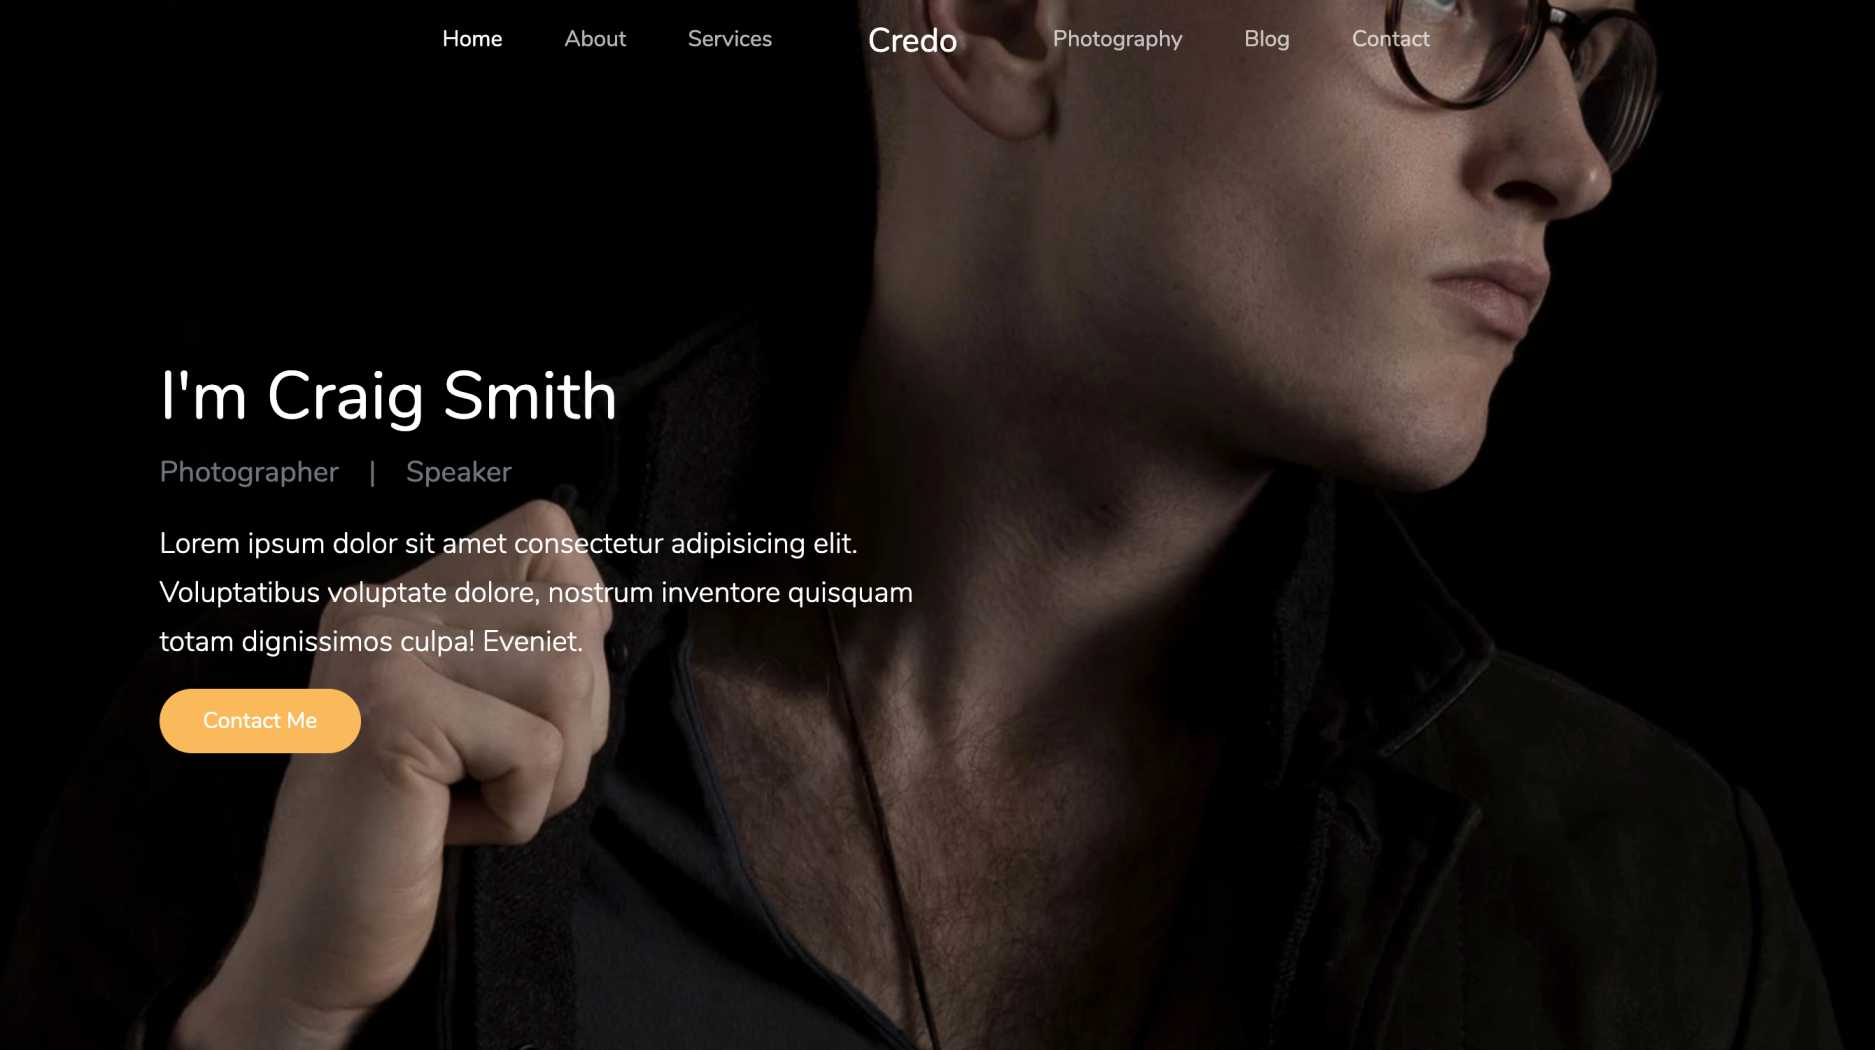 Home About Services Credo Photography Blog Contact
I'm Craig Smith
Photographer | Speaker
Lorem ipsum dolor sit amet consectetur adipisicing elit.
Voluptatibus voluptate dolore, nostrum inventore quisquam
totam dignissimos culpa! Eveniet.
Contact Me